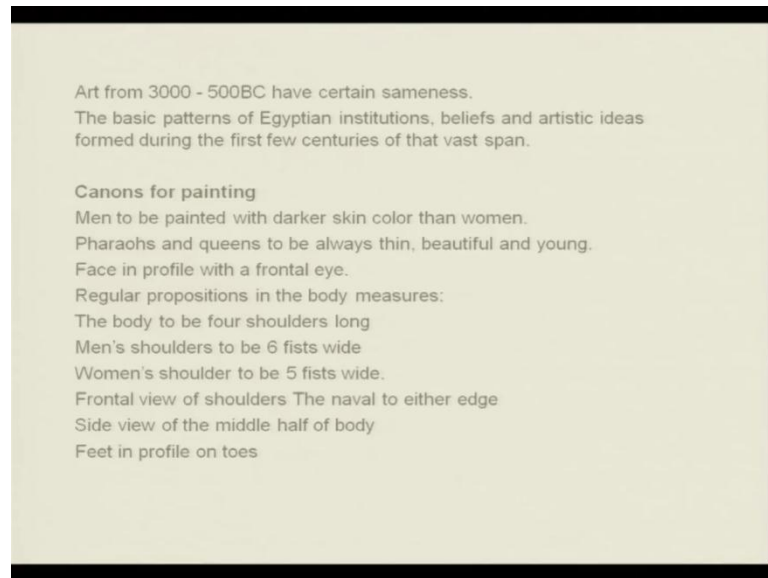 Art from 3000 - 500BC have certain sameness.
The basic patterns of Egyptian institutions, beliefs and artistic ideas
formed during the first few centuries of that vast span.
Canons for painting
Men to be painted with darker skin color than women.
Pharaohs and queens to be always thin, beautiful and young.
Face in profile with a frontal eye.
Regular propositions in the body measures:
The body to be four shoulders long
Men's shoulders to be 6 fists wide
Women's shoulder to be 5 fists wide.
Frontal view of shoulders The naval to either edge
Side view of the middle half of body
Feet in profile on toes